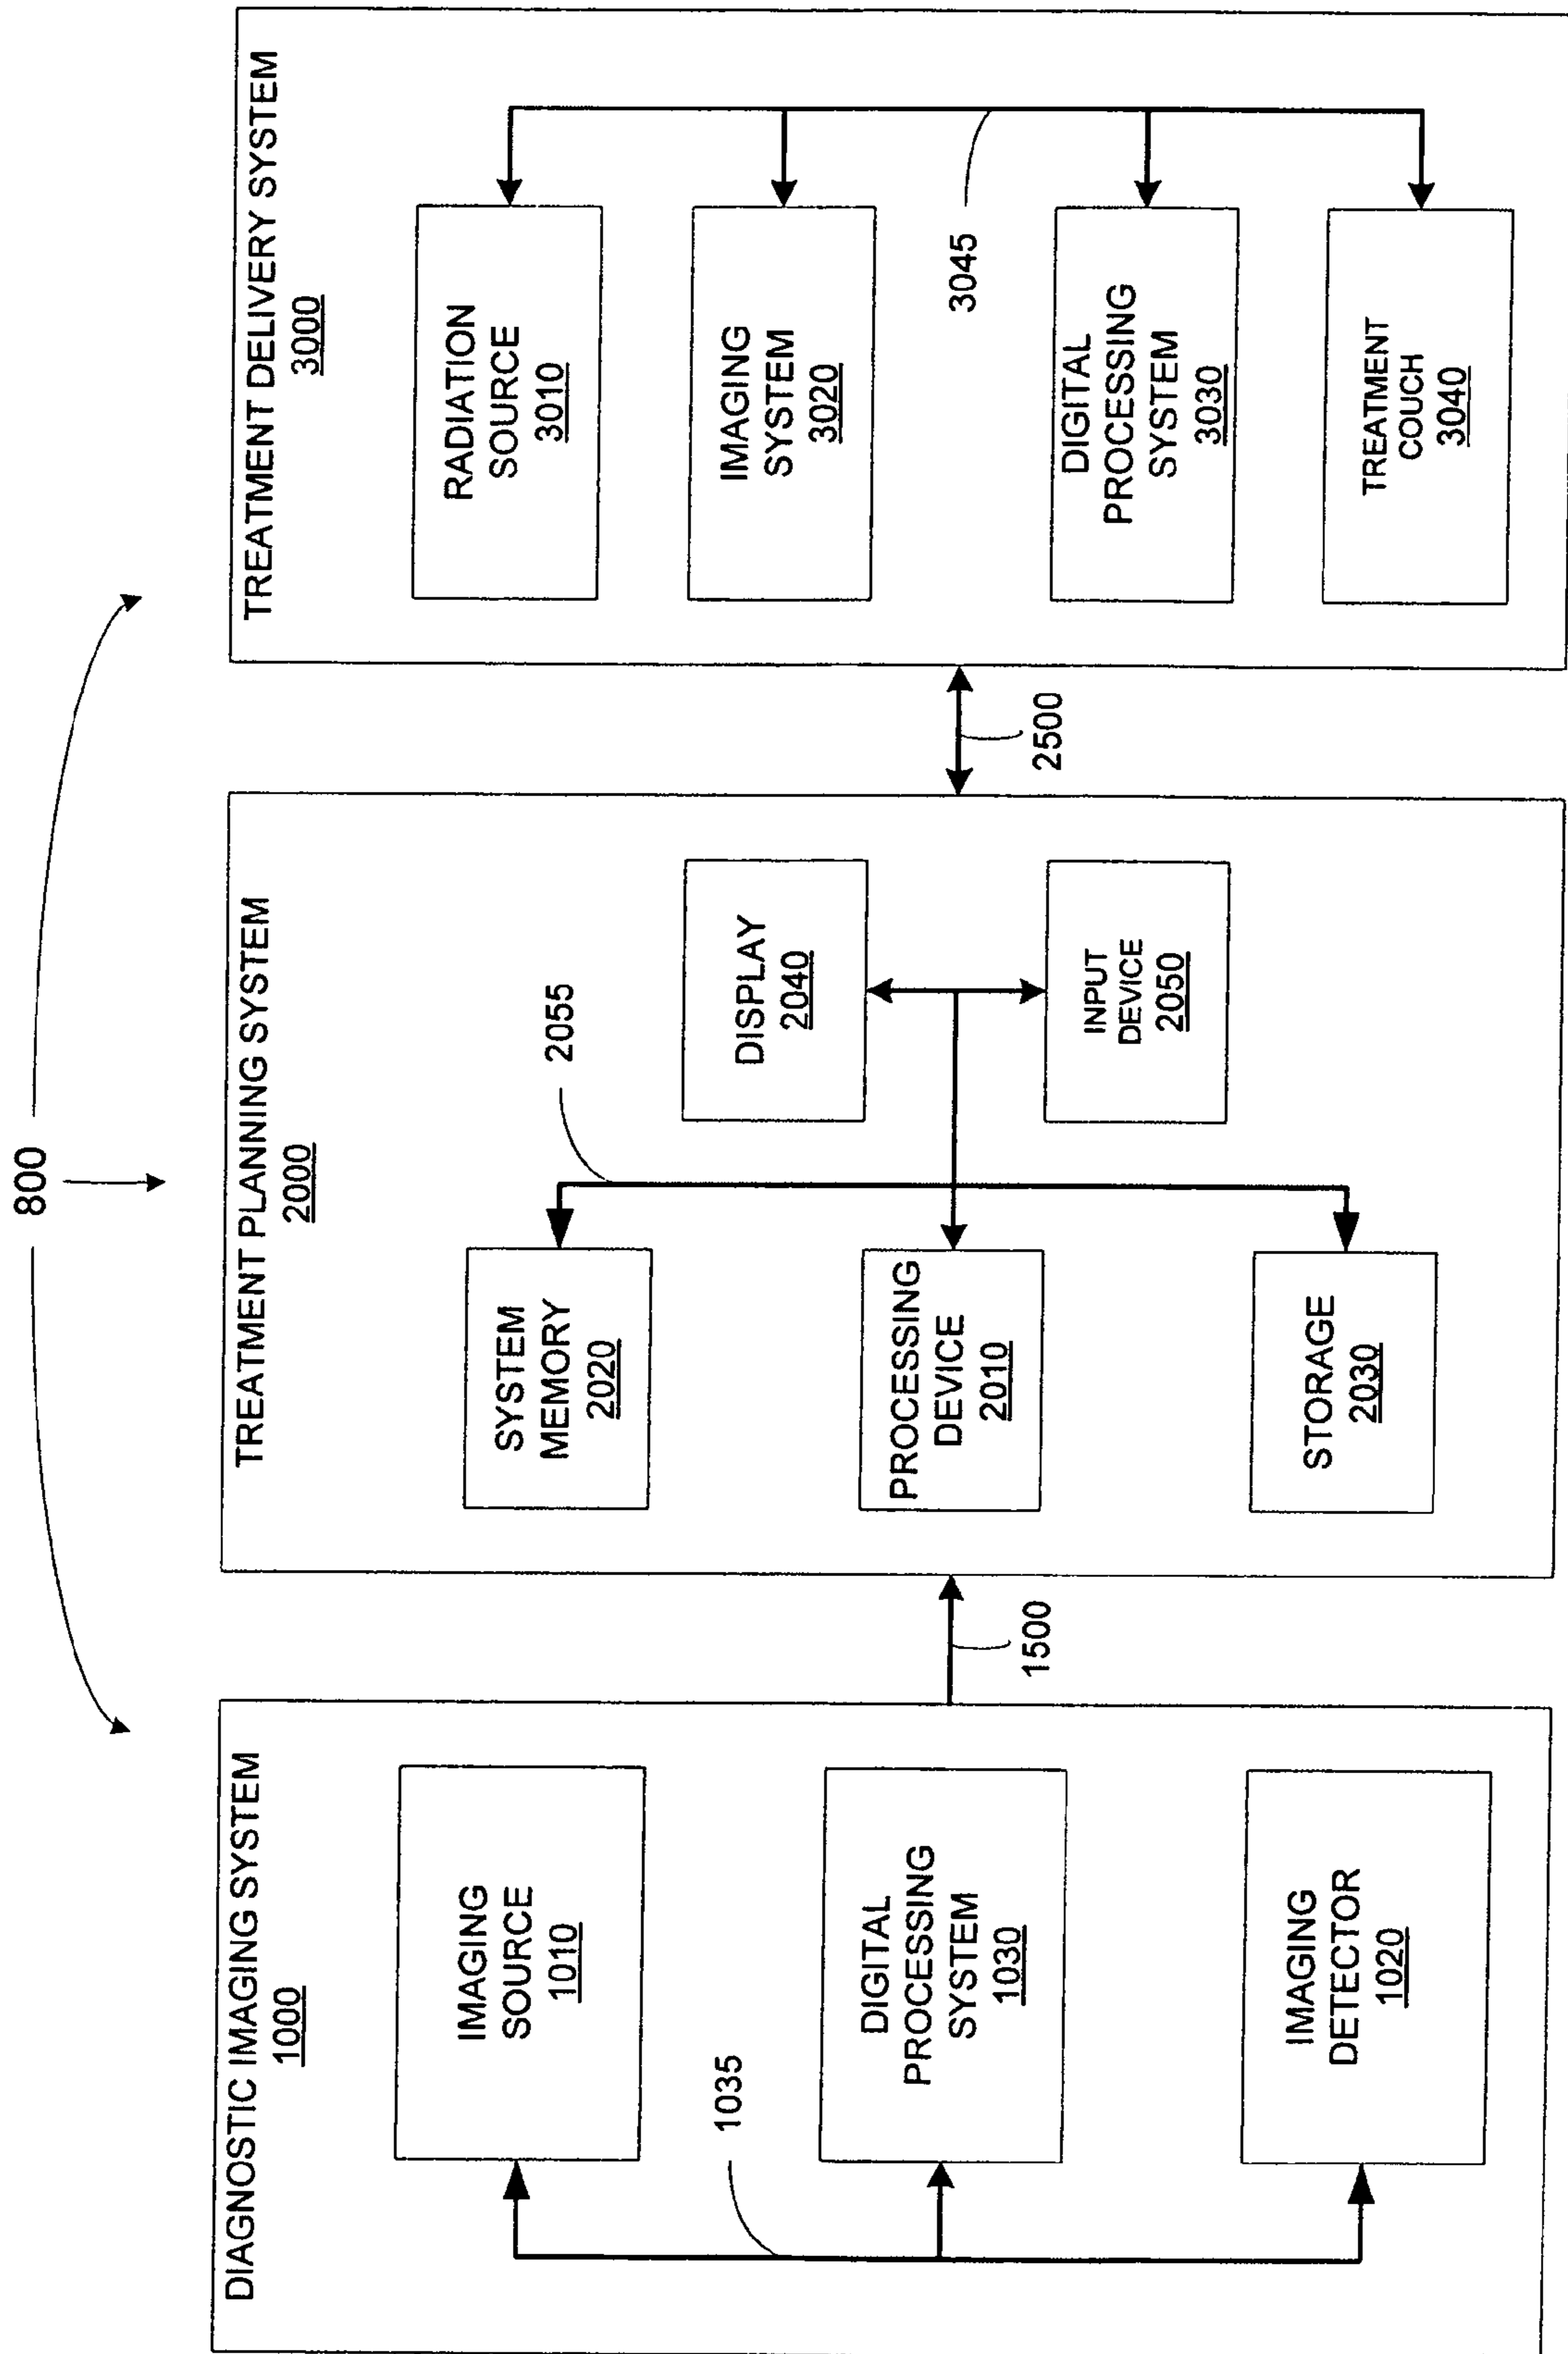 800
DIAGNOSTIC IMAGING SYSTEM
1000
IMAGING
SOURCE
1010
1035
DIGITAL
PROCESSING
SYSTEM
1030
IMAGING
DETECTOR
1020
1500
TREATMENT PLANNING SYSTEM
2000
2055
SYSTEM
MEMORY
2020
DISPLAY
2040
PROCESSING
DEVICE
2010
INPUT
DEVICE
2050
STORAGE
2030
2500
TREATMENT DELIVERY SYSTEM
3000
RADIATION
SOURCE
3010
IMAGING
SYSTEM
3020
3045
DIGITAL
PROCESSING
SYSTEM
3030
TREATMENT
COUCH
3040